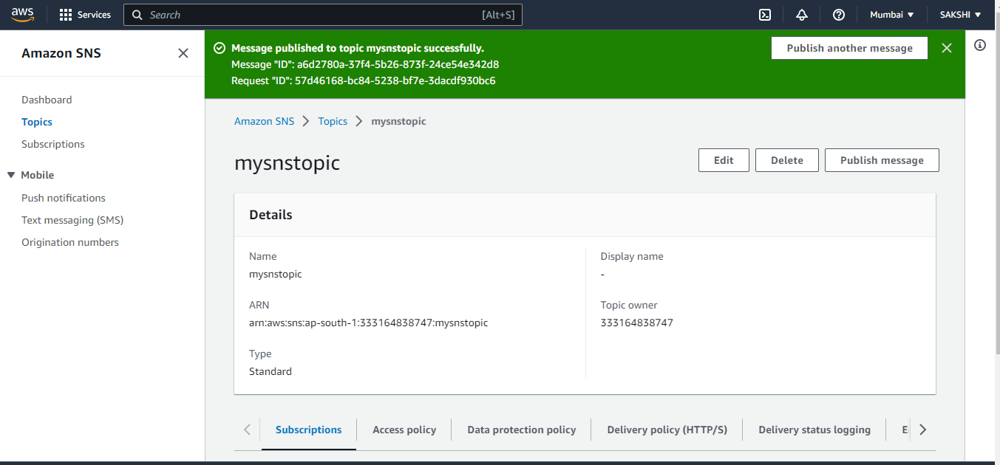 aws
Services
Search
[Alt+S]
Mumbai
SAKSHI
Amazon SNS
Dashboard
Topics
Subscriptions
Mobile
Push notifications
Text messaging (SMS)
Origination numbers
Message published to topic mysnstopic successfully.
Message "ID": a6d2780a-37f4-5b26-873f-24ce54e342d8
Request "ID": 57d46168-bc84-5238-bf7e-3dacdf930bc6
Publish another message
Amazon SNS
Topics
mysnstopic
mysnstopic
Edit
Delete
Publish message
Details
Name
mysnstopic
ARN
arn:aws:sns:ap-south-1:333164838747:mysnstopic
Type
Standard
Display name
-
Topic owner
333164838747
Subscriptions
Access policy
Data protection policy
Delivery policy (HTTP/S)
Delivery status logging